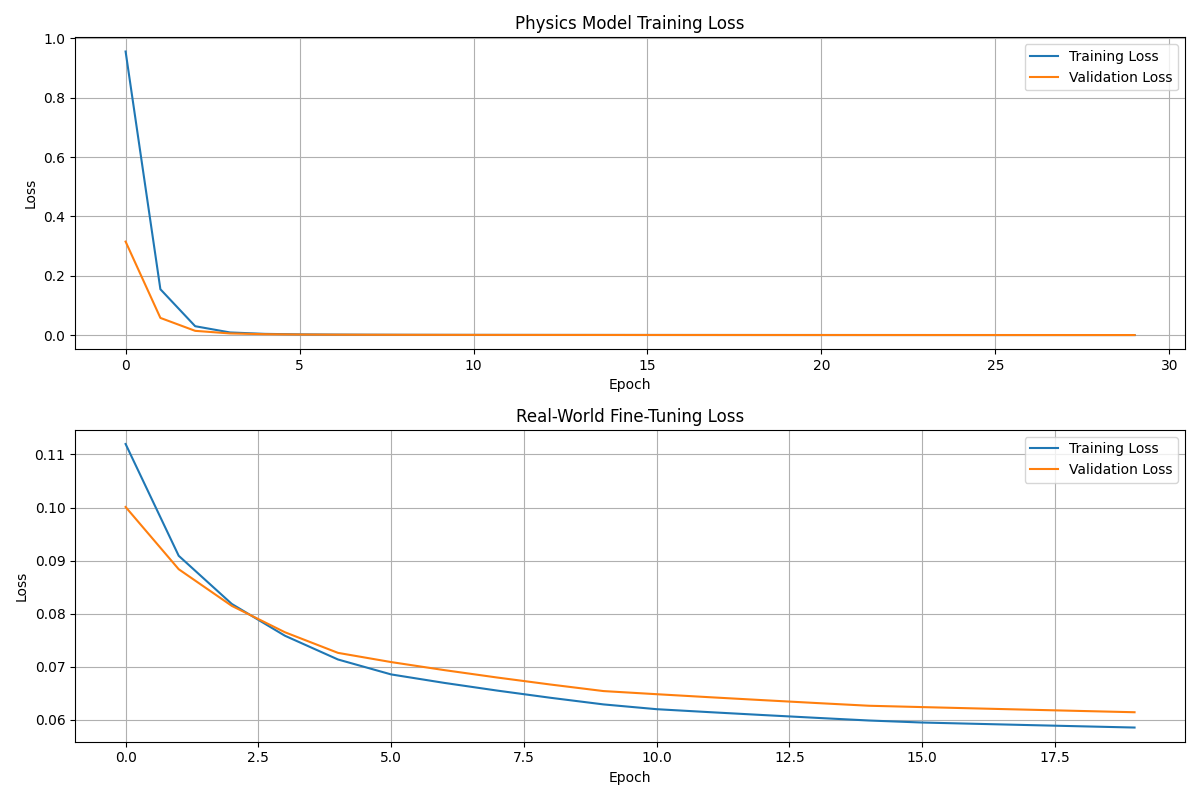 Physics Model Training Loss
1.0
0.8
0.6
0.4
0.2
0.0
Loss
Training Loss
Validation Loss
0 5 10 15 20 25 30
Epoch
Real-World Fine-Tuning Loss
0.11
0.10
0.09
0.08
0.07
0.06
Loss
Training Loss
Validation Loss
0.0 2.5 5.0 7.5 10.0 12.5 15.0 17.5
Epoch